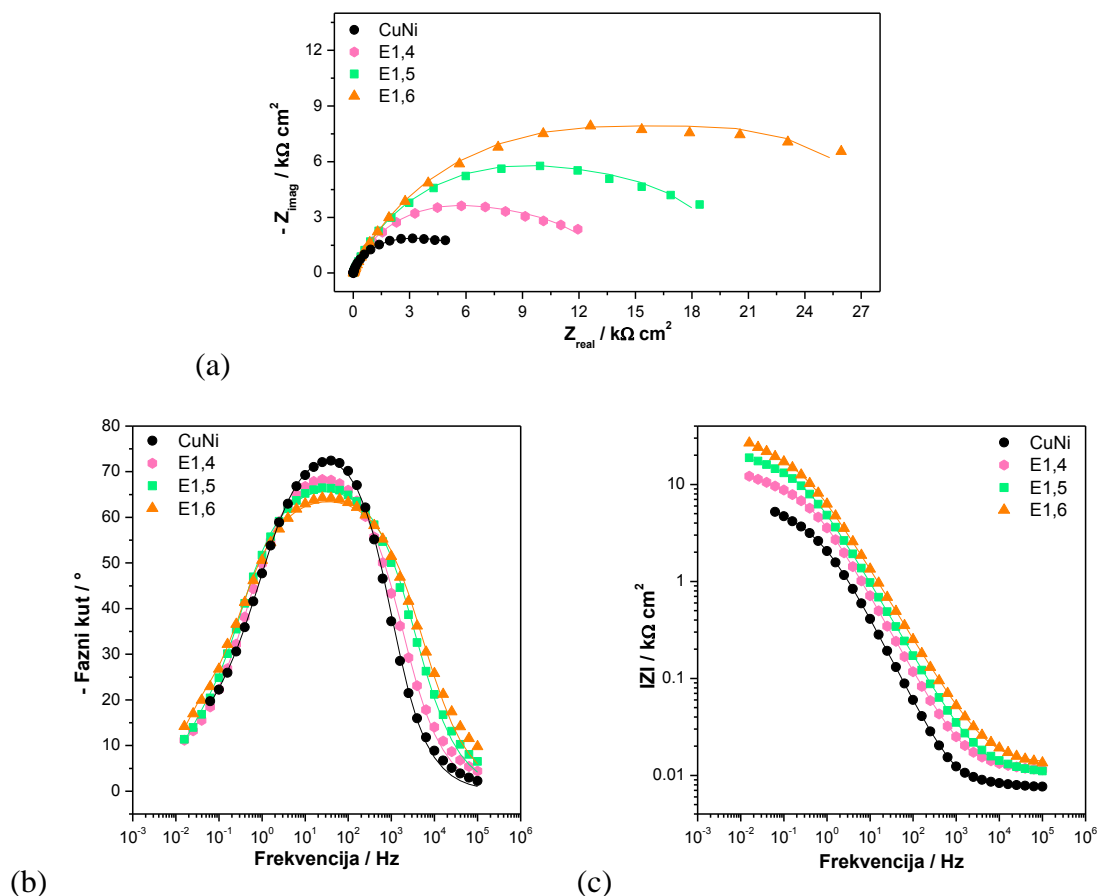 CuNi
E1,4
E1,5
E1,6
12
9
6
3
0
- Z_imag / kΩ cm²
0 3 6 9 12 15 18 21 24 27
Z_real / kΩ cm²
(a)
80
70
60
50
40
30
20
10
0
- Fazni kut / º
CuNi
E1,4
E1,5
E1,6
10⁻³ 10⁻² 10⁻¹ 10⁰ 10¹ 10² 10³ 10⁴ 10⁵ 10⁶
Frekvencija / Hz
(b)
10
1
0.1
0.01
IZI / kΩ cm²
CuNi
E1,4
E1,5
E1,6
10⁻³ 10⁻² 10⁻¹ 10⁰ 10¹ 10² 10³ 10⁴ 10⁵ 10⁶
Frekvencija / Hz
(c)